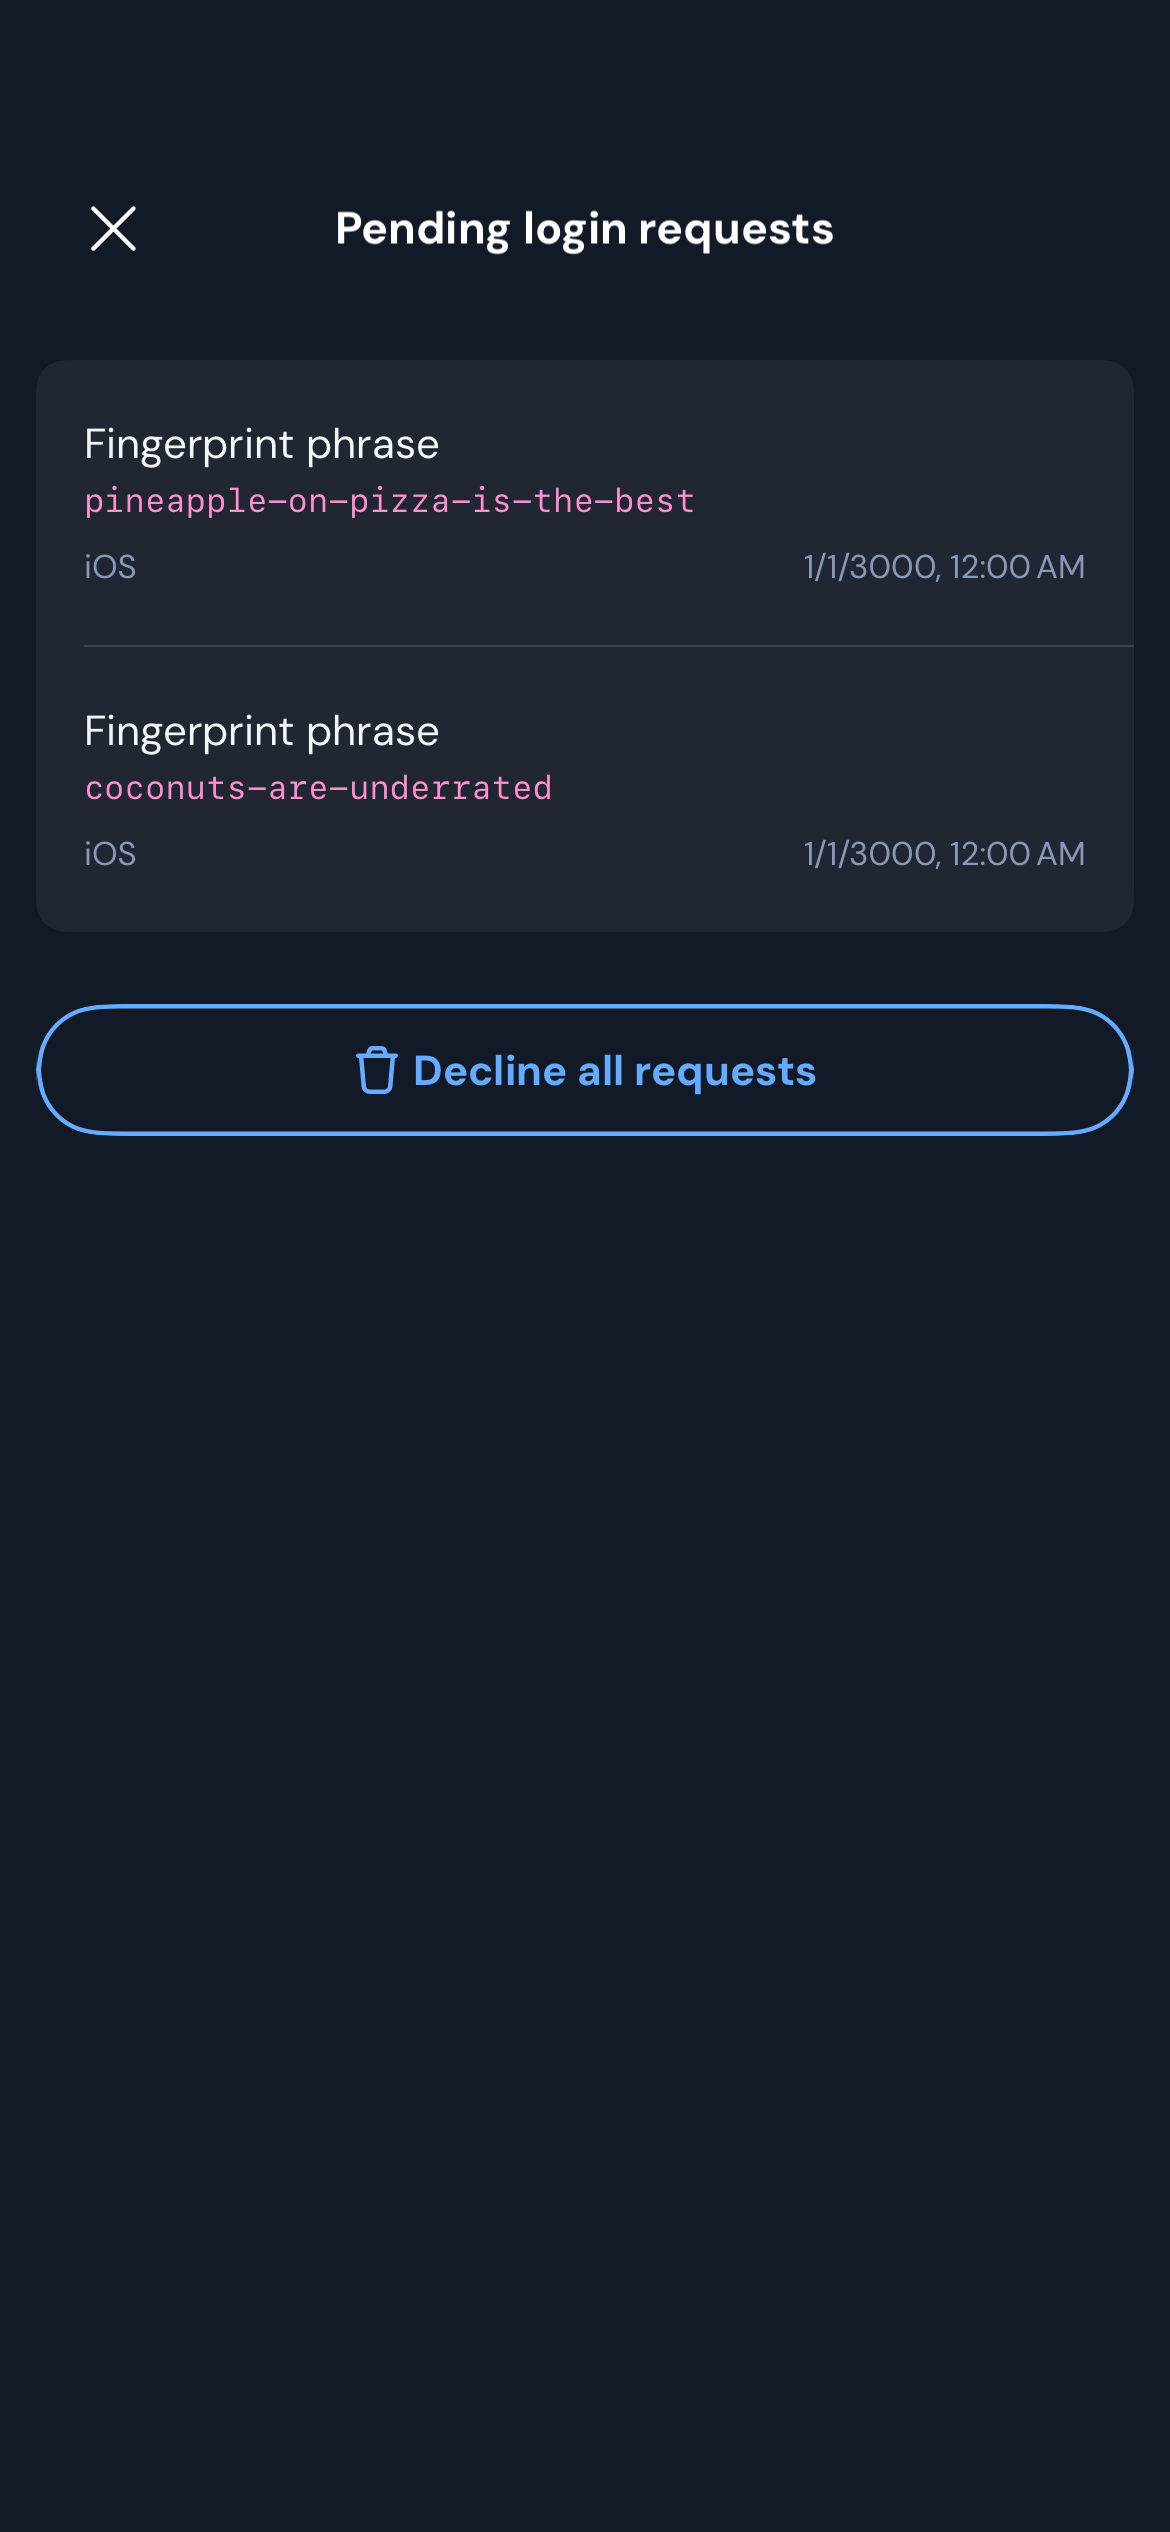 Pending login requests
Fingerprint phrase
pineapple-on-pizza-is-the-best
iOS 1/1/3000, 12:00 AM
Fingerprint phrase
coconuts-are-underrated
iOS 1/1/3000, 12:00 AM
Decline all requests